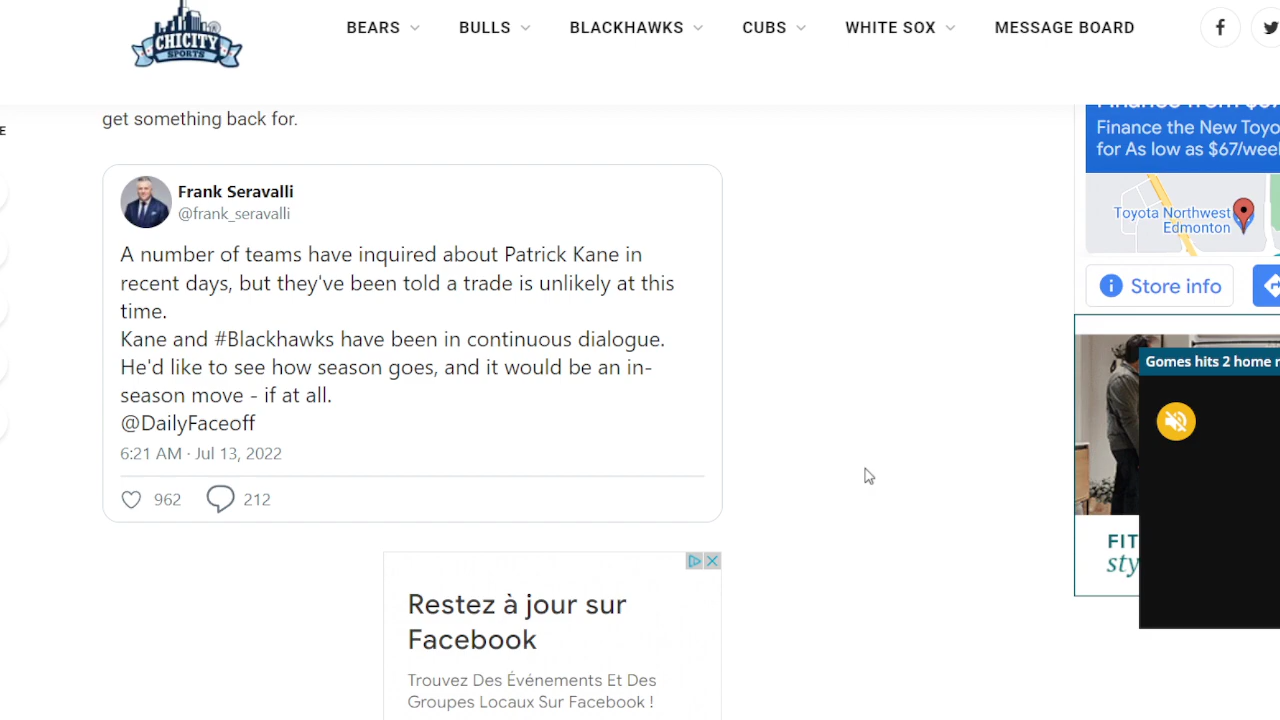 CHICITY
SPORTS
BEARS
BULLS
BLACKHAWKS
CUBS
WHITE SOX
MESSAGE BOARD
E
get something back for.
Frank Seravalli
@frank_seravalli
A number of teams have inquired about Patrick Kane in
recent days, but they've been told a trade is unlikely at this
time.
Kane and #Blackhawks have been in continuous dialogue.
He'd like to see how season goes, and it would be an in-
season move - if at all.
@DailyFaceoff
6:21 AM · Jul 13, 2022
962
212
Restez à jour sur
Facebook
Trouvez Des Événements Et Des
Groupes Locaux Sur Facebook !
Finance the New Toyo
for As low as $67/week
Toyota Northwest
Edmonton
Store info
Gomes hits 2 home r
FIT
sty